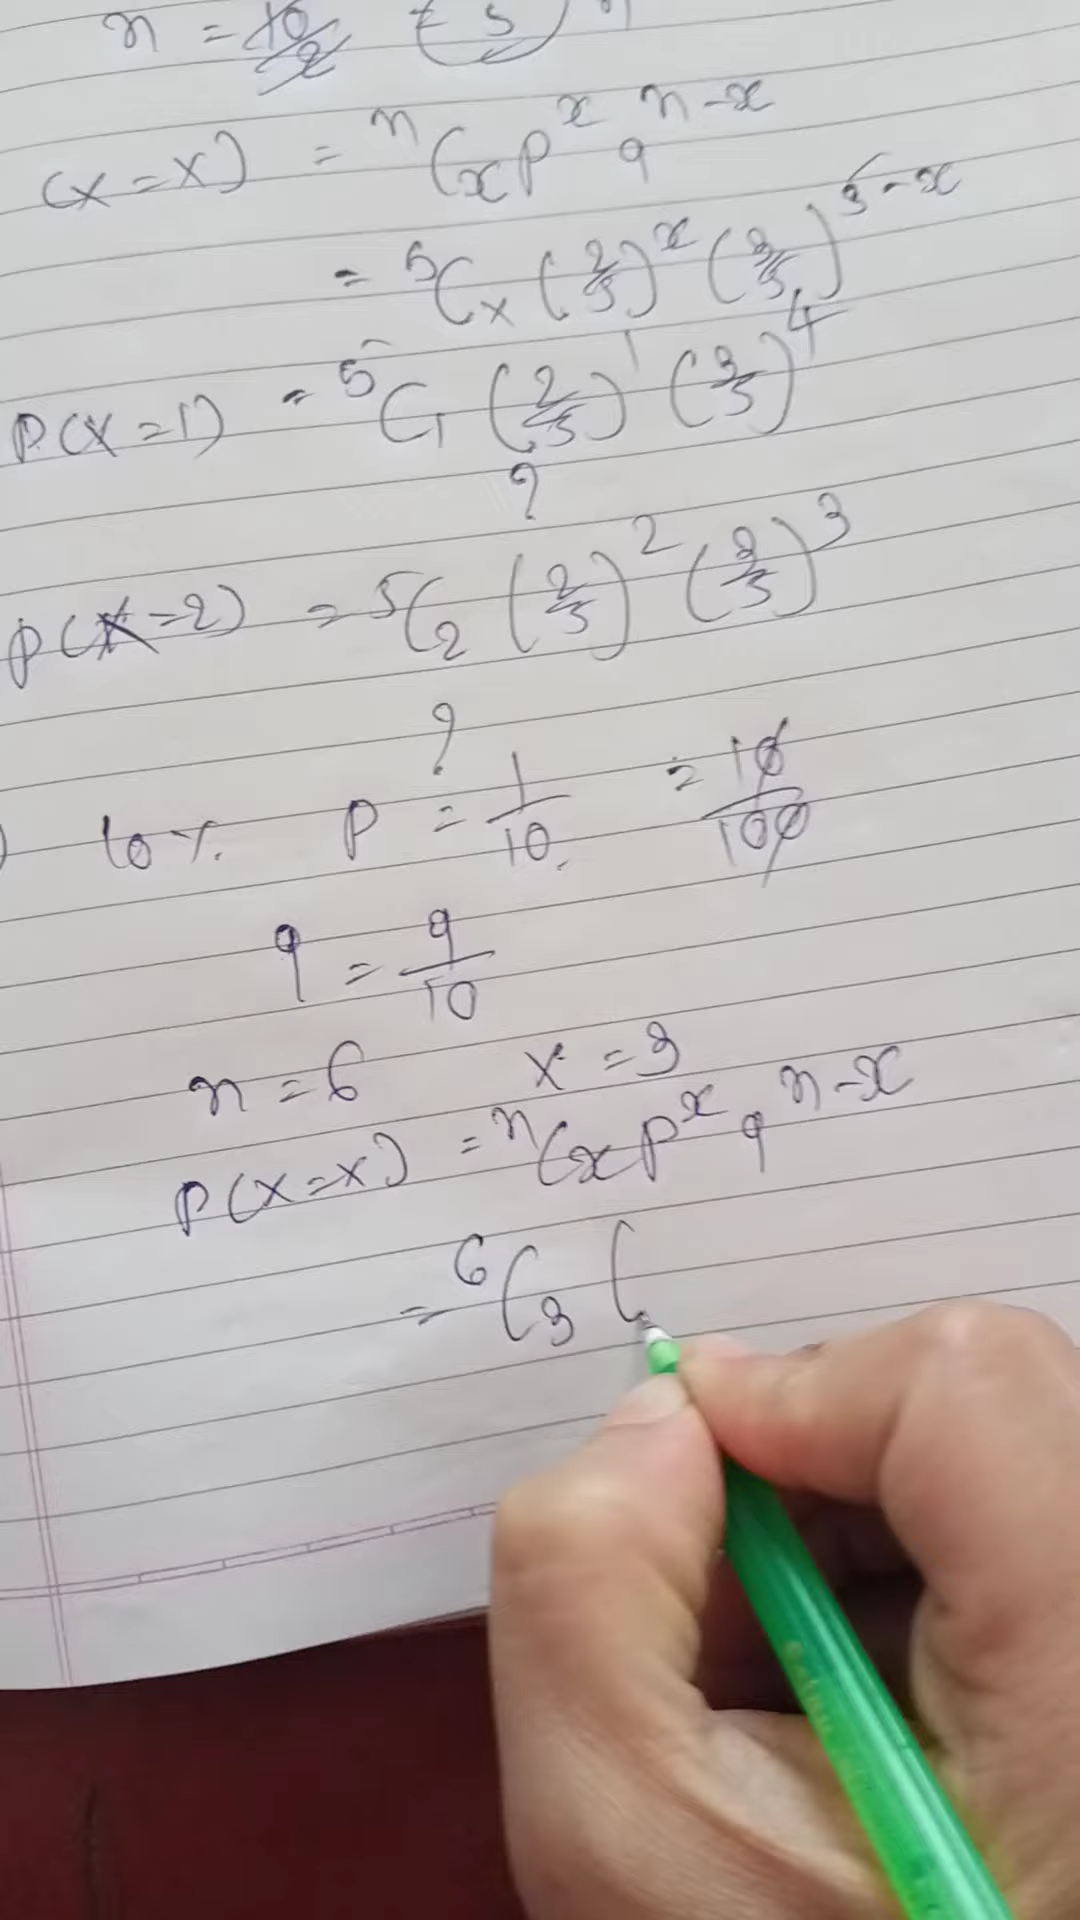 n = 10/2 = 5
(X=x) = ⁿCₓ pˣ qⁿ⁻ˣ
= ⁵Cₓ (2/5)ˣ (3/5)⁵⁻ˣ
P(X=1) = ⁵C₁ (2/5)¹ (3/5)⁴
?
P(X=2) = ⁵C₂ (2/5)² (3/5)³
?
10% p = 1/10 = 10/100
q = 9/10
n = 6 x = 3
P(X=x) = ⁿCₓ pˣ qⁿ⁻ˣ
= ⁶C₃ (